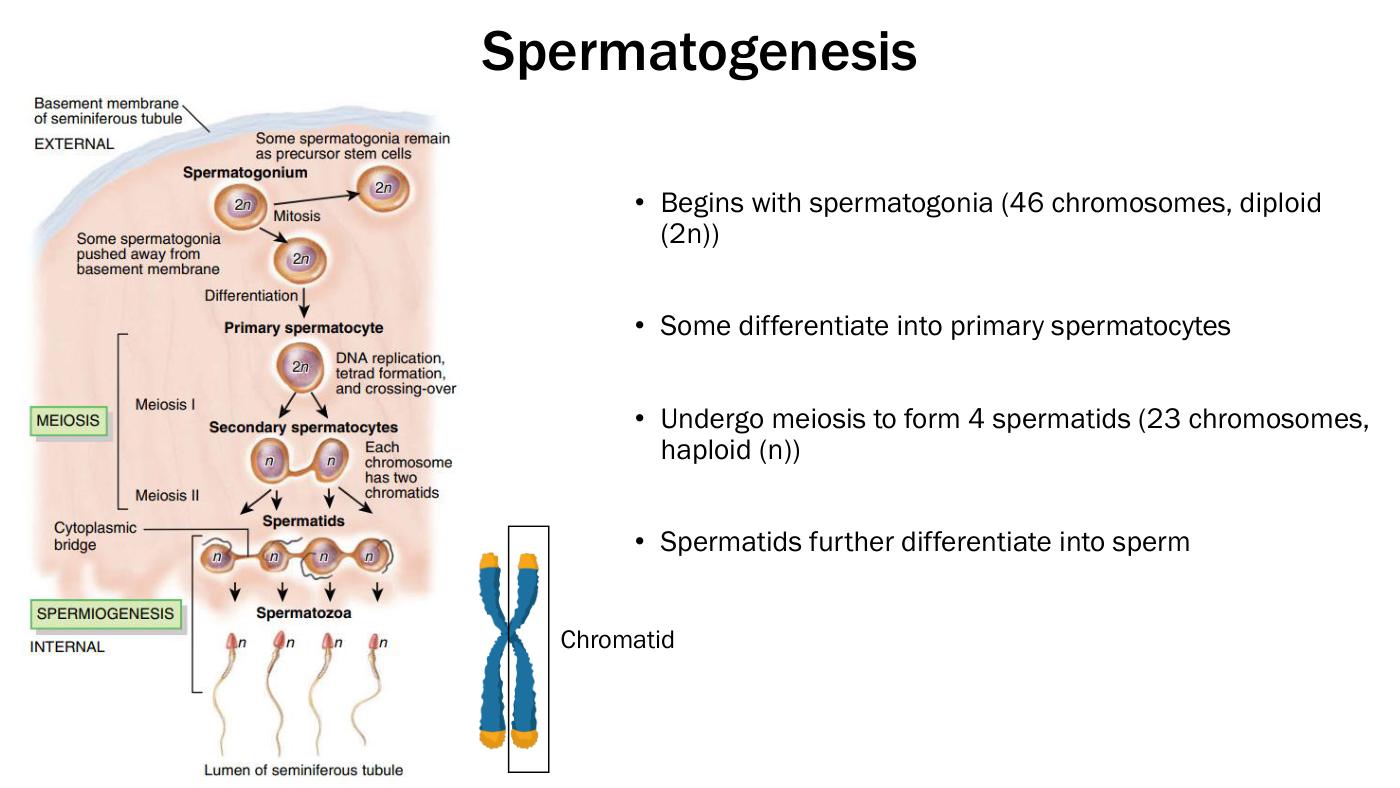 Spermatogenesis
Basement membrane
of seminiferous tubule
EXTERNAL
Some spermatogonia remain
as precursor stem cells
Spermatogonium
2n
2n
Mitosis
Some spermatogonia
pushed away from
basement membrane
2n
Differentiation
Primary spermatocyte
2n
DNA replication,
tetrad formation,
and crossing-over
Meiosis I
MEIOSIS
Secondary spermatocytes
n
n
Each
chromosome
has two
chromatids
Meiosis II
Spermatids
Cytoplasmic
bridge
n
n
n
n
SPERMIOGENESIS
Spermatozoa
INTERNAL
n
n
n
n
Lumen of seminiferous tubule
Chromatid
• Begins with spermatogonia (46 chromosomes, diploid
(2n))
• Some differentiate into primary spermatocytes
• Undergo meiosis to form 4 spermatids (23 chromosomes,
haploid (n))
• Spermatids further differentiate into sperm